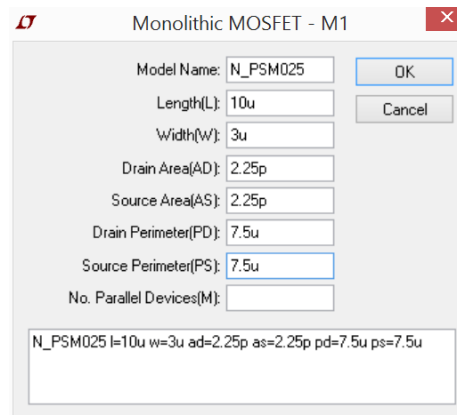 Monolithic MOSFET - M1
Model Name: N_PSM025
OK
Length(L): 10u
Cancel
Width(W): 3u
Drain Area(AD): 2.25p
Source Area(AS): 2.25p
Drain Perimeter(PD): 7.5u
Source Perimeter(PS): 7.5u
No. Parallel Devices(M):
N_PSM025 l=10u w=3u ad=2.25p as=2.25p pd=7.5u ps=7.5u